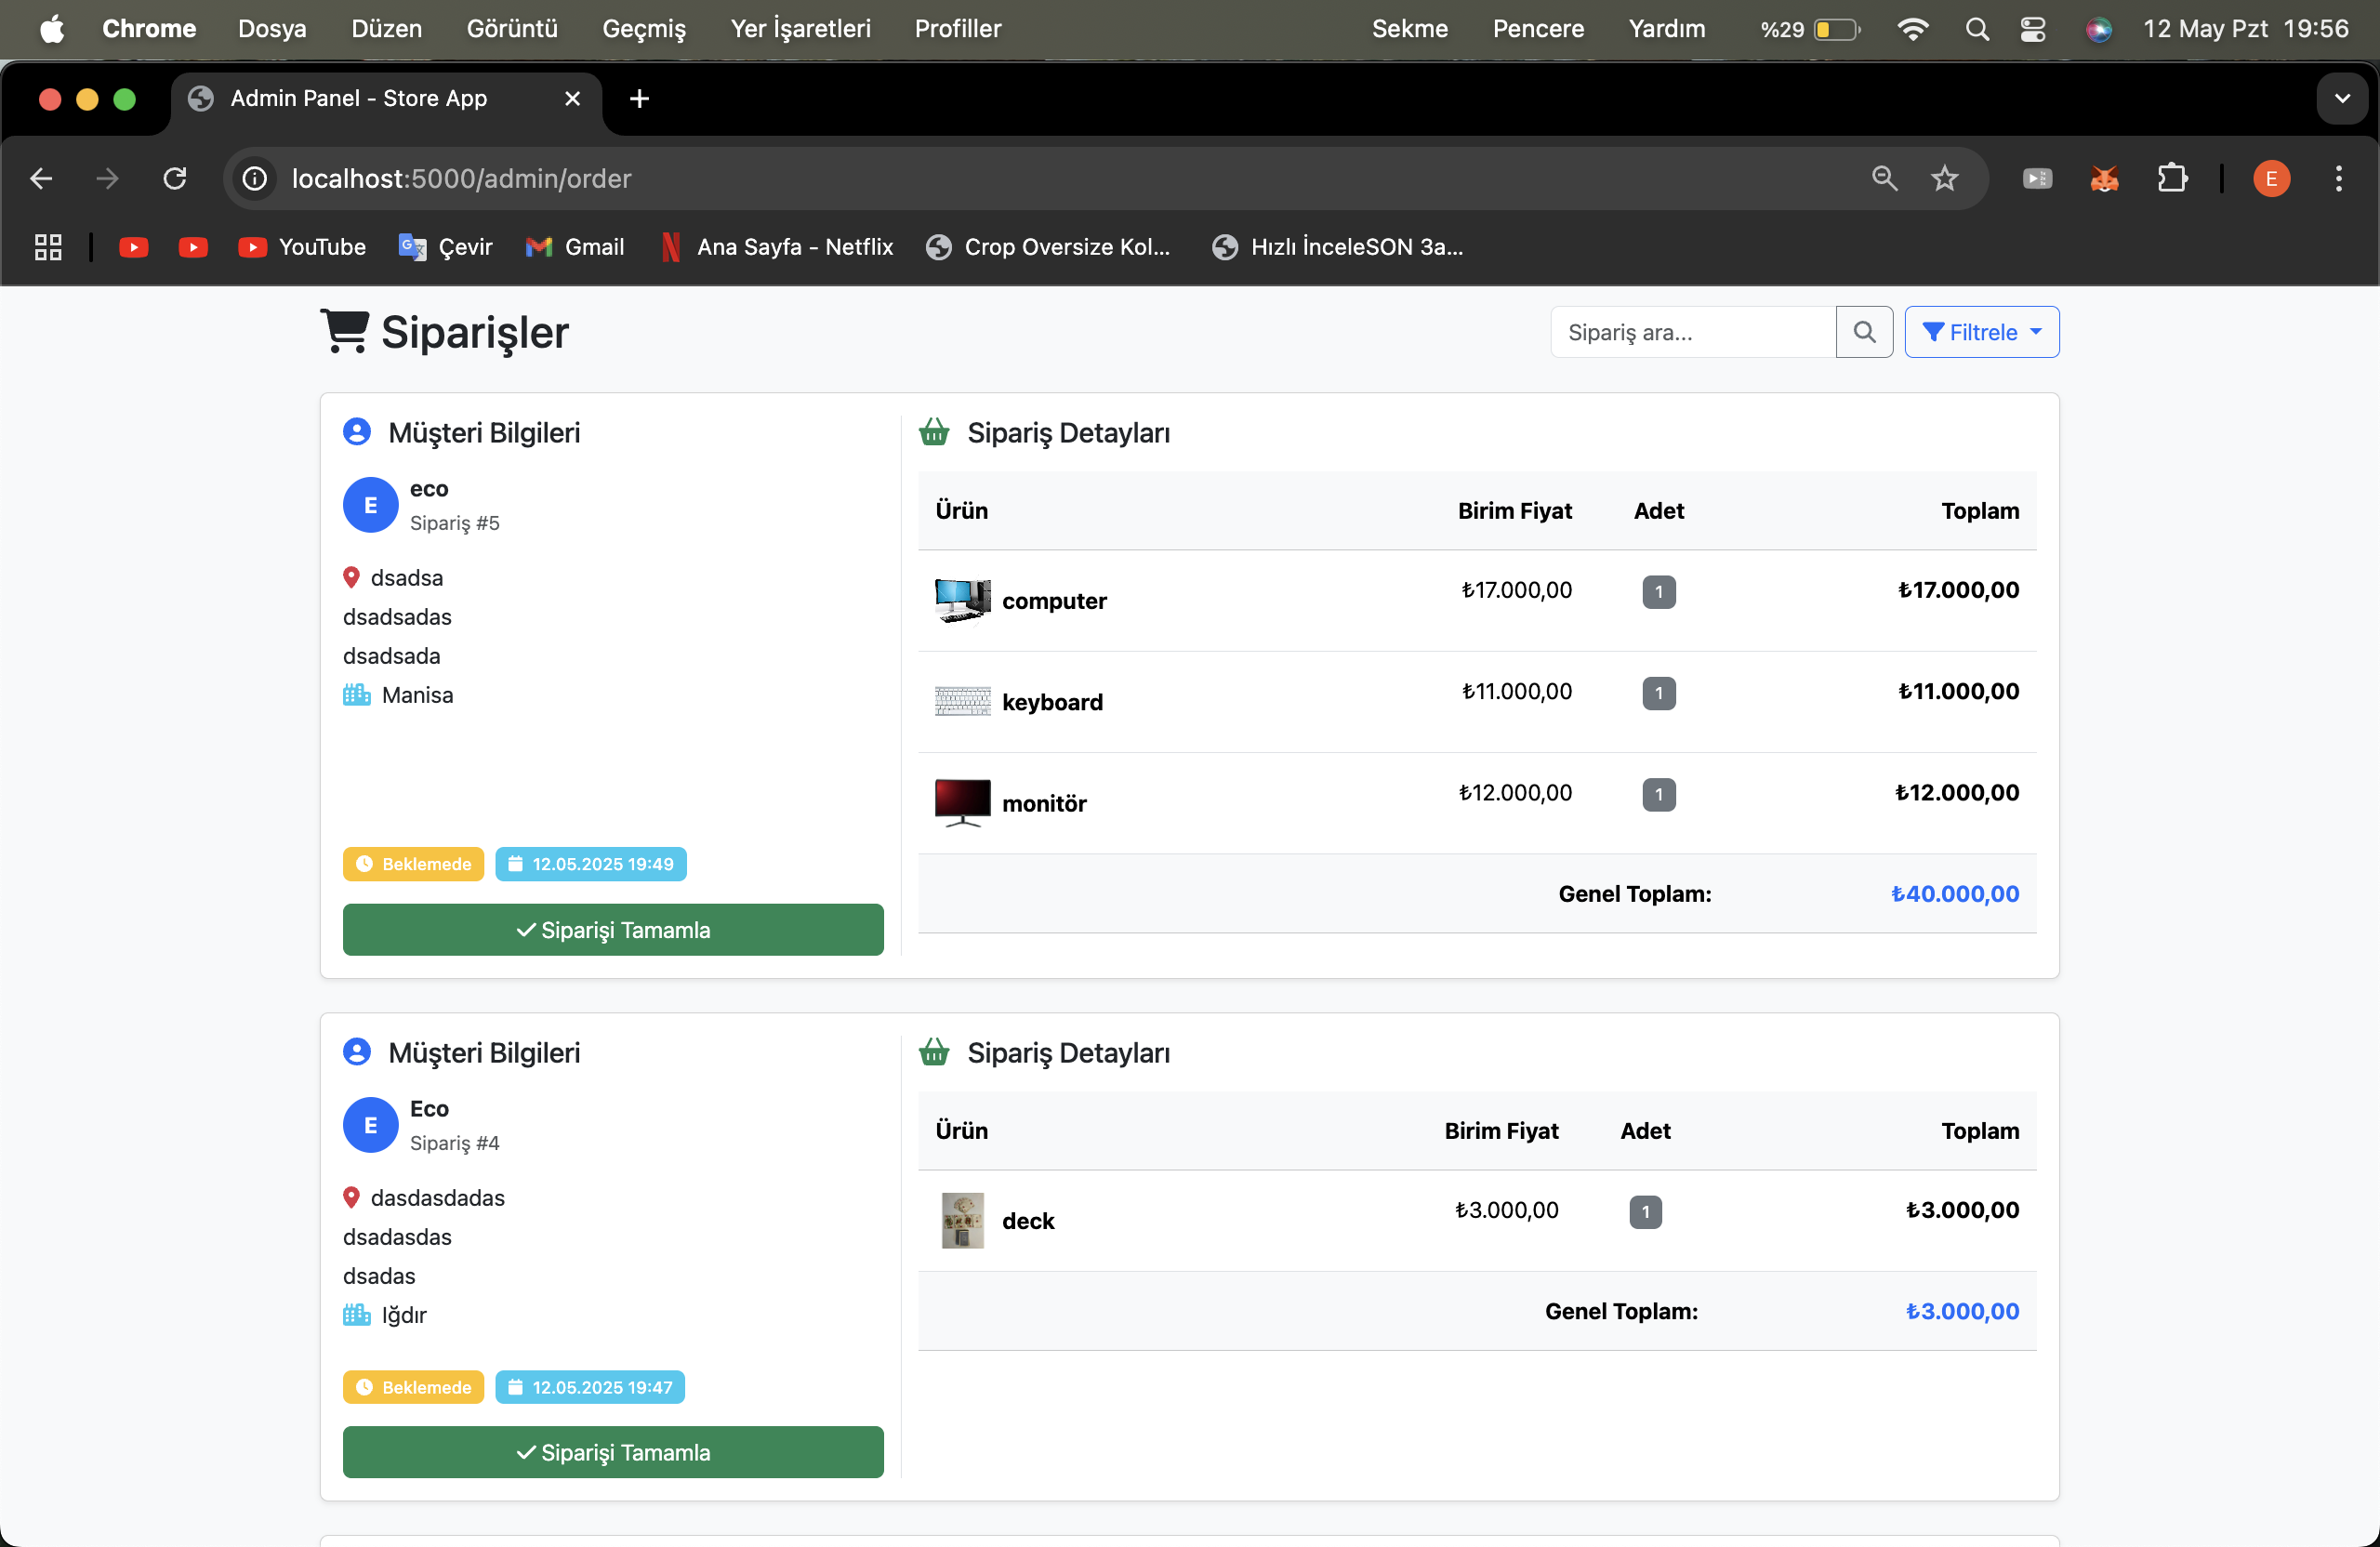 Chrome Dosya Düzen Görüntü Geçmiş Yer İşaretleri Profiller Sekme Pencere Yardım %29 12 May Pzt 19:56
Admin Panel - Store App
localhost:5000/admin/order
E
YouTube Çevir Gmail Ana Sayfa - Netflix Crop Oversize Kol... Hızlı İnceleSON 3a...
Siparişler
Sipariş ara...
Filtrele
Müşteri Bilgileri
E
eco
Sipariş #5
dsadsa
dsadsadas
dsadsada
Manisa
Beklemede 12.05.2025 19:49
Siparişi Tamamla
Sipariş Detayları
Ürün Birim Fiyat Adet Toplam
computer ₺17.000,00 1 ₺17.000,00
keyboard ₺11.000,00 1 ₺11.000,00
monitör ₺12.000,00 1 ₺12.000,00
Genel Toplam: ₺40.000,00
Müşteri Bilgileri
E
Eco
Sipariş #4
dasdasdadas
dsadasdas
dsadas
Iğdır
Beklemede 12.05.2025 19:47
Siparişi Tamamla
Sipariş Detayları
Ürün Birim Fiyat Adet Toplam
deck ₺3.000,00 1 ₺3.000,00
Genel Toplam: ₺3.000,00